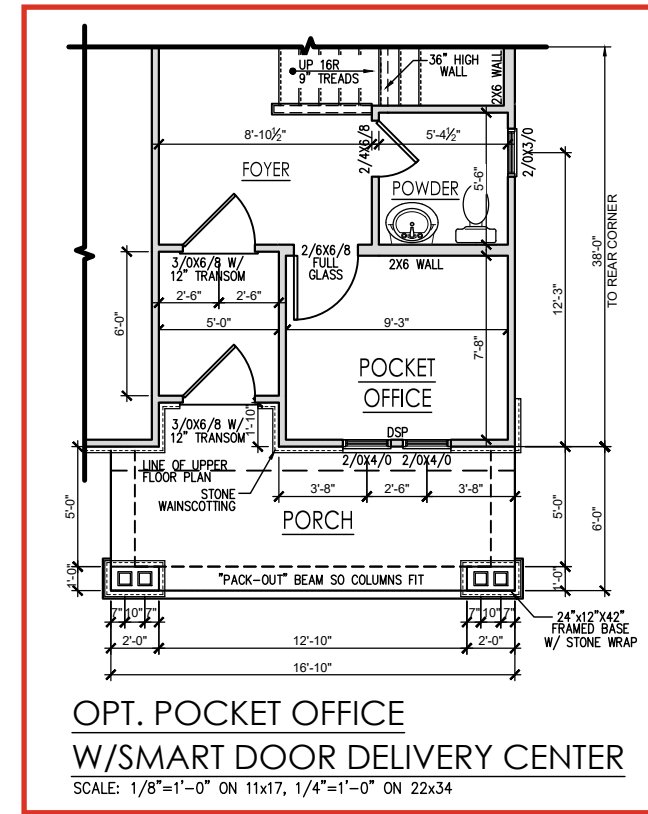 UP 16R
9" TREADS
36" HIGH
WALL
2X6 WALL
8'-10½"
5'-4½"
2/4X6/8
2/0X3/0
FOYER
POWDER
5'-6"
38'-0"
TO REAR CORNER
12'-3"
3/0X6/8 W/
12" TRANSOM
2/6X6/8
FULL
GLASS
2X6 WALL
2'-6"
2'-6"
5'-0"
9'-3"
6'-0"
7'-8"
POCKET
OFFICE
3/0X6/8 W/
12" TRANSOM
1'-10"
DSP
2/0X4/0
2/0X4/0
LINE OF UPPER
FLOOR PLAN
STONE
WAINSCOTTING
3'-8"
2'-6"
3'-8"
PORCH
5'-0"
5'-0"
6'-0"
1'-0"
1'-0"
"PACK-OUT" BEAM SO COLUMNS FIT
7"
10"
7"
7"
10"
7"
24"x12"X42"
FRAMED BASE
W/ STONE WRAP
2'-0"
12'-10"
2'-0"
16'-10"
OPT. POCKET OFFICE
W/SMART DOOR DELIVERY CENTER
SCALE: 1/8"=1'-0" ON 11x17, 1/4"=1'-0" ON 22x34